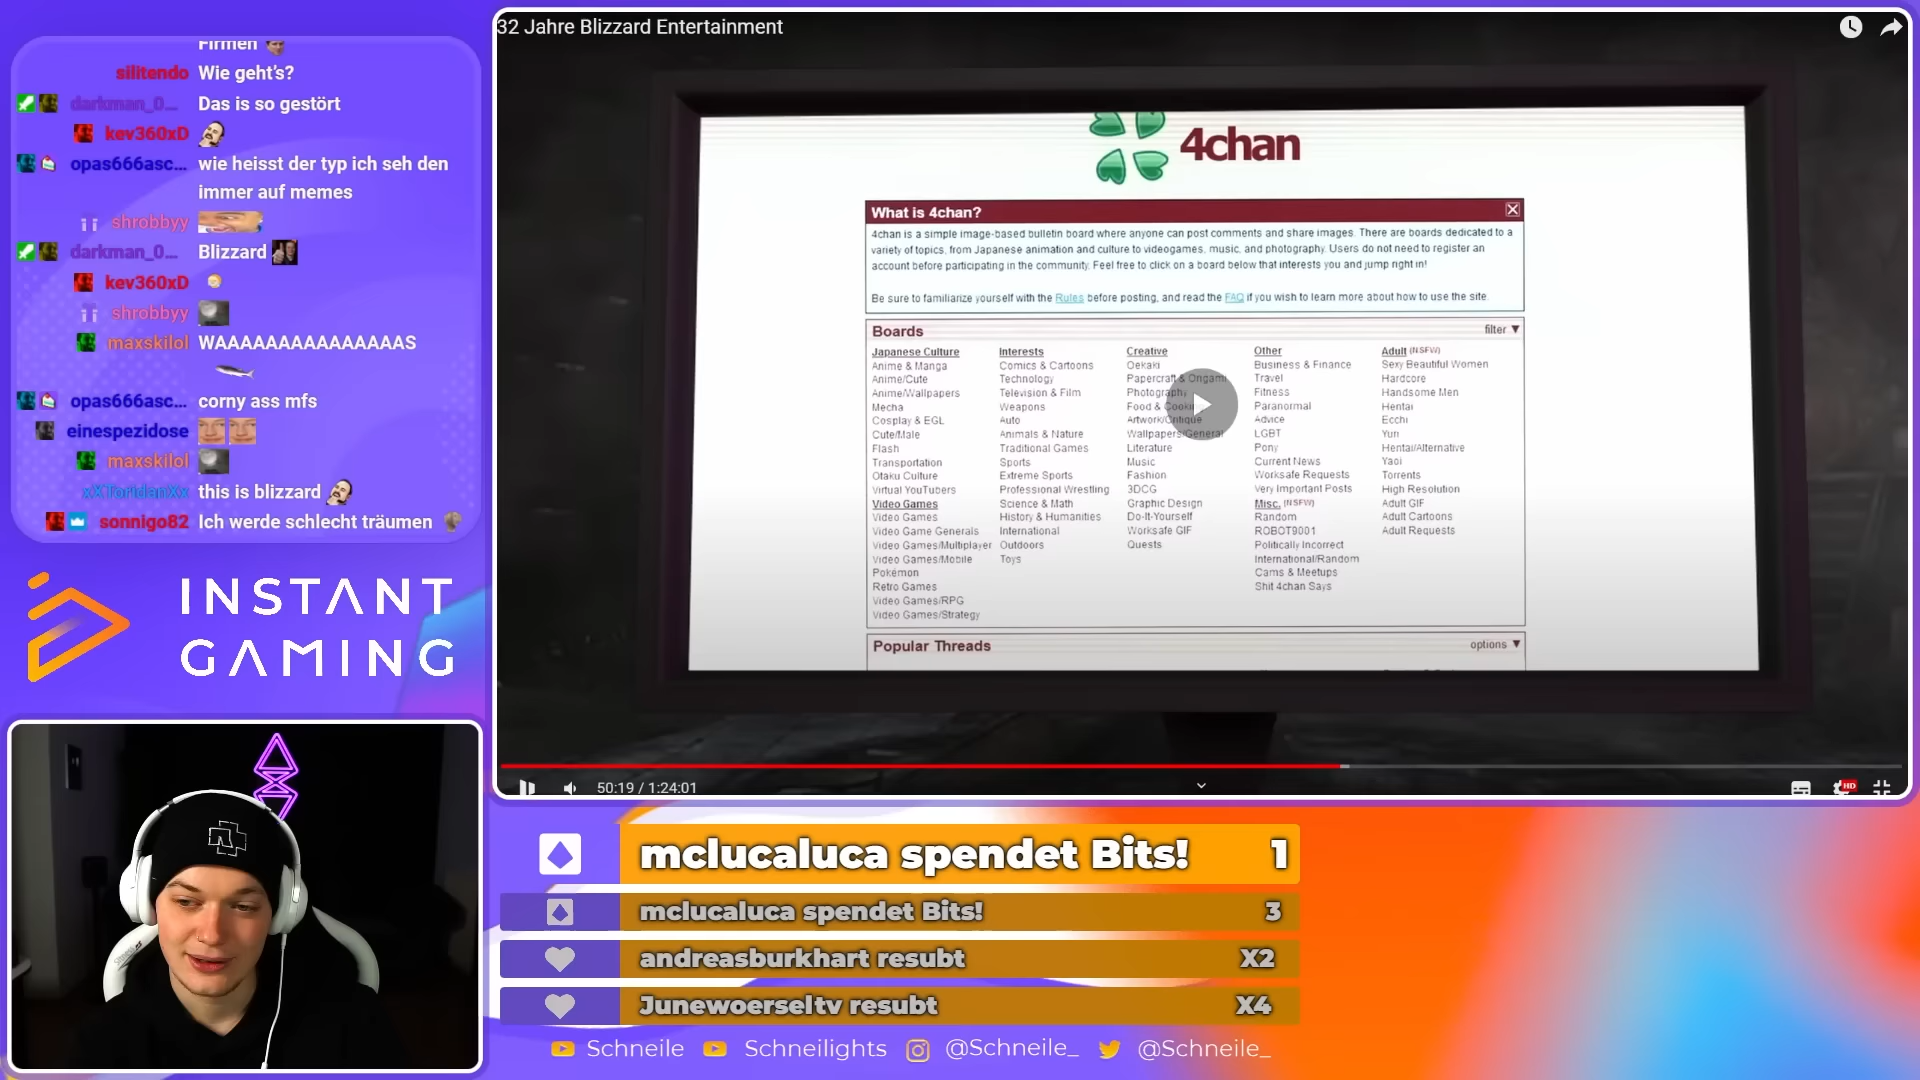 Firmen
silitendo Wie geht's?
darkman_0... Das is so gestört
kev360xD
opas666asc... wie heisst der typ ich seh den
immer auf memes
shrobbyy
darkman_0... Blizzard
kev360xD
shrobbyy
maxskilol WAAAAAAAAAAAAAAAS
opas666asc... corny ass mfs
einespezidose
maxskilol
xXToridanXx this is blizzard
sonnigo82 Ich werde schlecht träumen
INSTANT
GAMING
32 Jahre Blizzard Entertainment
4chan
What is 4chan?
4chan is a simple image-based bulletin board where anyone can post comments and share images. There are boards dedicated to a
variety of topics, from Japanese animation and culture to videogames, music, and photography. Users do not need to register an
account before participating in the community. Feel free to click on a board below that interests you and jump right in!
Be sure to familiarize yourself with the Rules before posting, and read the FAQ if you wish to learn more about how to use the site.
Boards
filter ▼
Japanese Culture
Anime & Manga
Anime/Cute
Anime/Wallpapers
Mecha
Cosplay & EGL
Cute/Male
Flash
Transportation
Otaku Culture
Virtual YouTubers
Video Games
Video Games
Video Game Generals
Video Games/Multiplayer
Video Games/Mobile
Pokémon
Retro Games
Video Games/RPG
Video Games/Strategy
Interests
Comics & Cartoons
Technology
Television & Film
Weapons
Auto
Animals & Nature
Traditional Games
Sports
Extreme Sports
Professional Wrestling
Science & Math
History & Humanities
International
Outdoors
Toys
Creative
Oekaki
Papercraft & Origami
Photography
Food & Cooking
Artwork/Critique
Wallpapers/General
Literature
Music
Fashion
3DCG
Graphic Design
Do-It-Yourself
Worksafe GIF
Quests
Other
Business & Finance
Travel
Fitness
Paranormal
Advice
LGBT
Pony
Current News
Worksafe Requests
Very Important Posts
Misc. (NSFW)
Random
ROBOT9001
Politically Incorrect
International/Random
Cams & Meetups
Shit 4chan Says
Adult (NSFW)
Sexy Beautiful Women
Hardcore
Handsome Men
Hentai
Ecchi
Yuri
Hentai/Alternative
Yaoi
Torrents
High Resolution
Adult GIF
Adult Cartoons
Adult Requests
Popular Threads
options ▼
50:19 / 1:24:01
HD
mclucaluca spendet Bits! 1
mclucaluca spendet Bits! 3
andreasburkhart resubt X2
Junewoerseltv resubt X4
Schneile Schneilights @Schneile_ @Schneile_